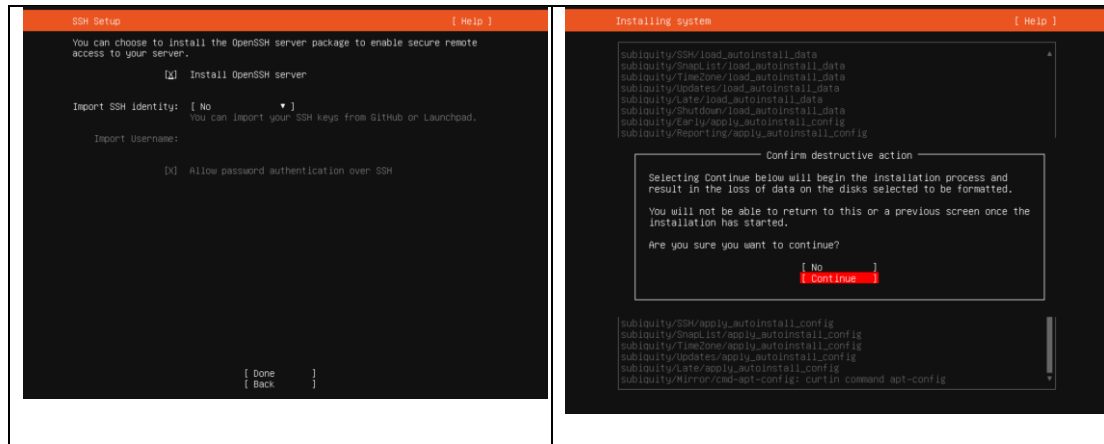 SSH Setup [ Help ]
You can choose to install the OpenSSH server package to enable secure remote
access to your server.
[X] Install OpenSSH server
Import SSH identity: [ No ▾ ]
You can import your SSH keys from GitHub or Launchpad.
Import Username:
[X] Allow password authentication over SSH
[ Done ]
[ Back ]
Installing system [ Help ]
subiquity/SSH/load_autoinstall_data
subiquity/SnapList/load_autoinstall_data
subiquity/TimeZone/load_autoinstall_data
subiquity/Updates/load_autoinstall_data
subiquity/Late/load_autoinstall_data
subiquity/Shutdown/load_autoinstall_data
subiquity/Early/apply_autoinstall_config
subiquity/Reporting/apply_autoinstall_config
Confirm destructive action
Selecting Continue below will begin the installation process and
result in the loss of data on the disks selected to be formatted.
You will not be able to return to this or a previous screen once the
installation has started.
Are you sure you want to continue?
[ No ]
[ Continue ]
subiquity/SSH/apply_autoinstall_config
subiquity/SnapList/apply_autoinstall_config
subiquity/TimeZone/apply_autoinstall_config
subiquity/Updates/apply_autoinstall_config
subiquity/Late/apply_autoinstall_config
subiquity/Mirror/cmd-apt-config: curtin command apt-config